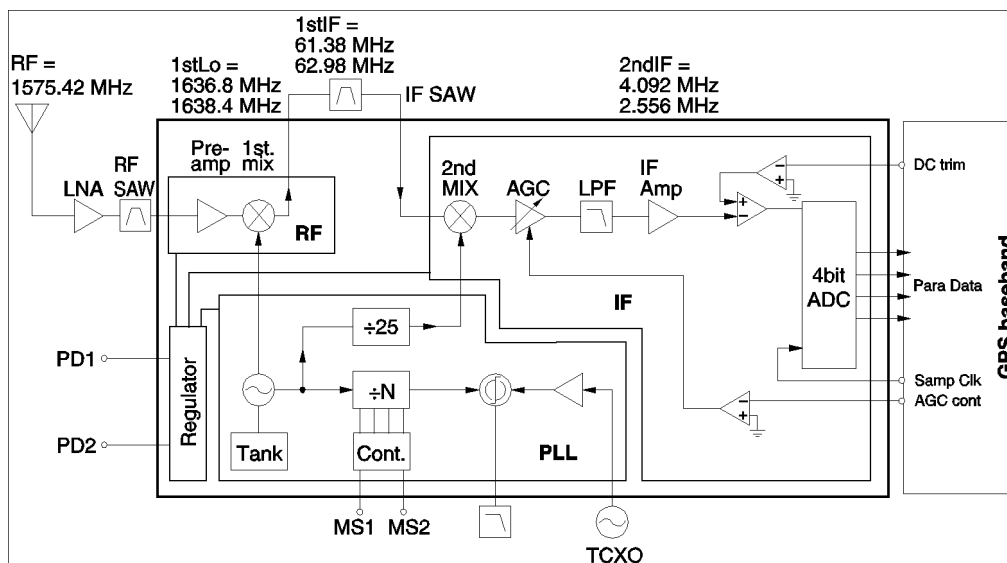 1stIF =
61.38 MHz
62.98 MHz
RF =
1575.42 MHz
1stLo =
1636.8 MHz
1638.4 MHz
IF SAW
2ndIF =
4.092 MHz
2.556 MHz
LNA
RF
SAW
Pre-
amp
1st.
mix
RF
2nd
MIX
AGC
LPF
IF
Amp
DC trim
4bit
ADC
Para Data
GPS baseband
IF
÷25
÷N
PD1
PD2
Regulator
Tank
Cont.
PLL
Samp Clk
AGC cont
MS1
MS2
TCXO